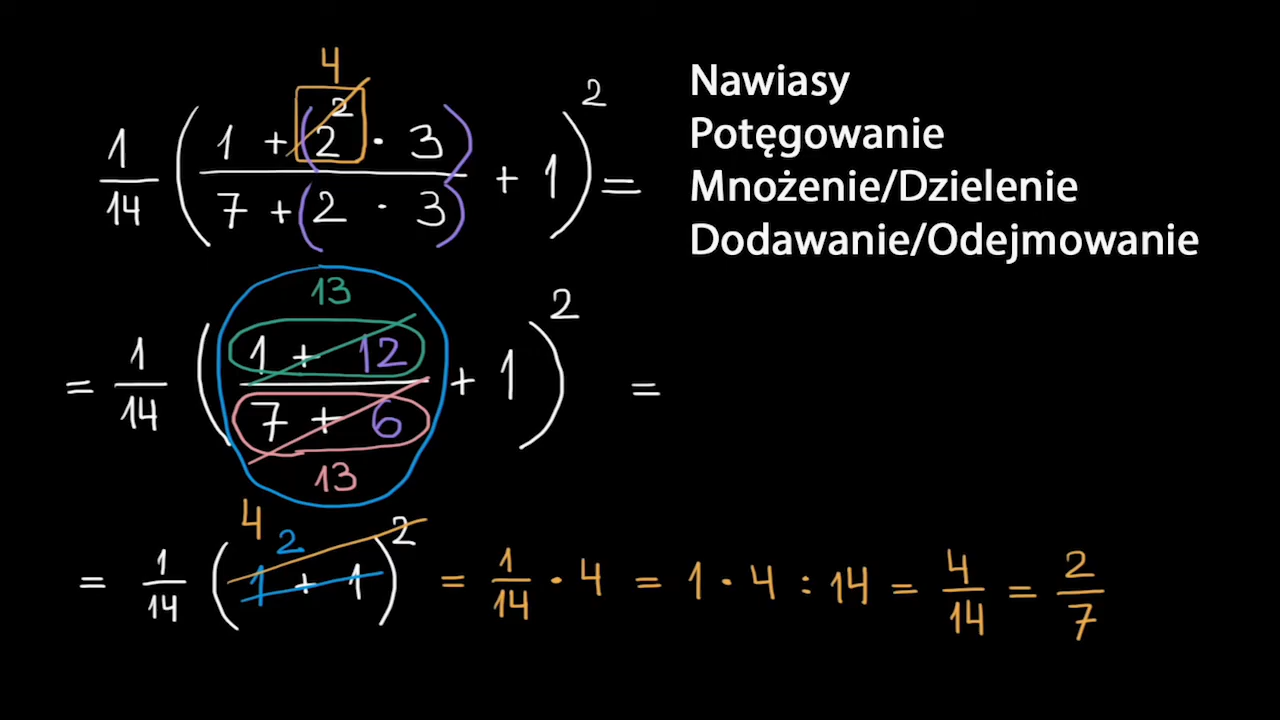 4
1/14 ( (1 + (2² · 3)) / (7 + (2 · 3)) + 1 )² =
Nawiasy
Potęgowanie
Mnożenie/Dzielenie
Dodawanie/Odejmowanie
13
= 1/14 ( (1 + 12) / (7 + 6) + 1 )² =
13
4 2
= 1/14 ( 1 + 1 )² = 1/14 · 4 = 1 · 4 : 14 = 4/14 = 2/7